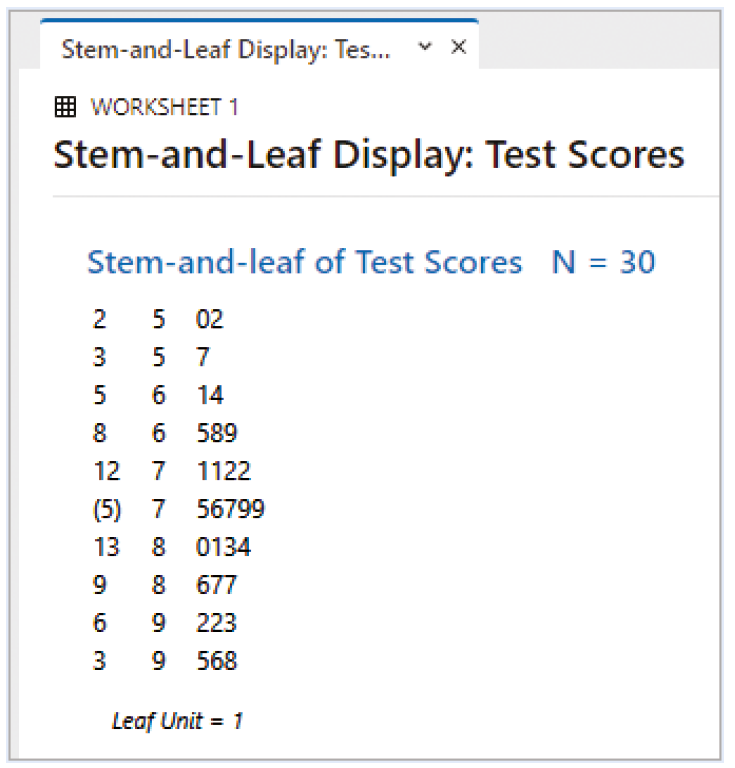 Stem-and-Leaf Display: Tes...
WORKSHEET 1
Stem-and-Leaf Display: Test Scores
Stem-and-leaf of Test Scores N = 30
2 5 02
3 5 7
5 6 14
8 6 589
12 7 1122
(5) 7 56799
13 8 0134
9 8 677
6 9 223
3 9 568
Leaf Unit = 1